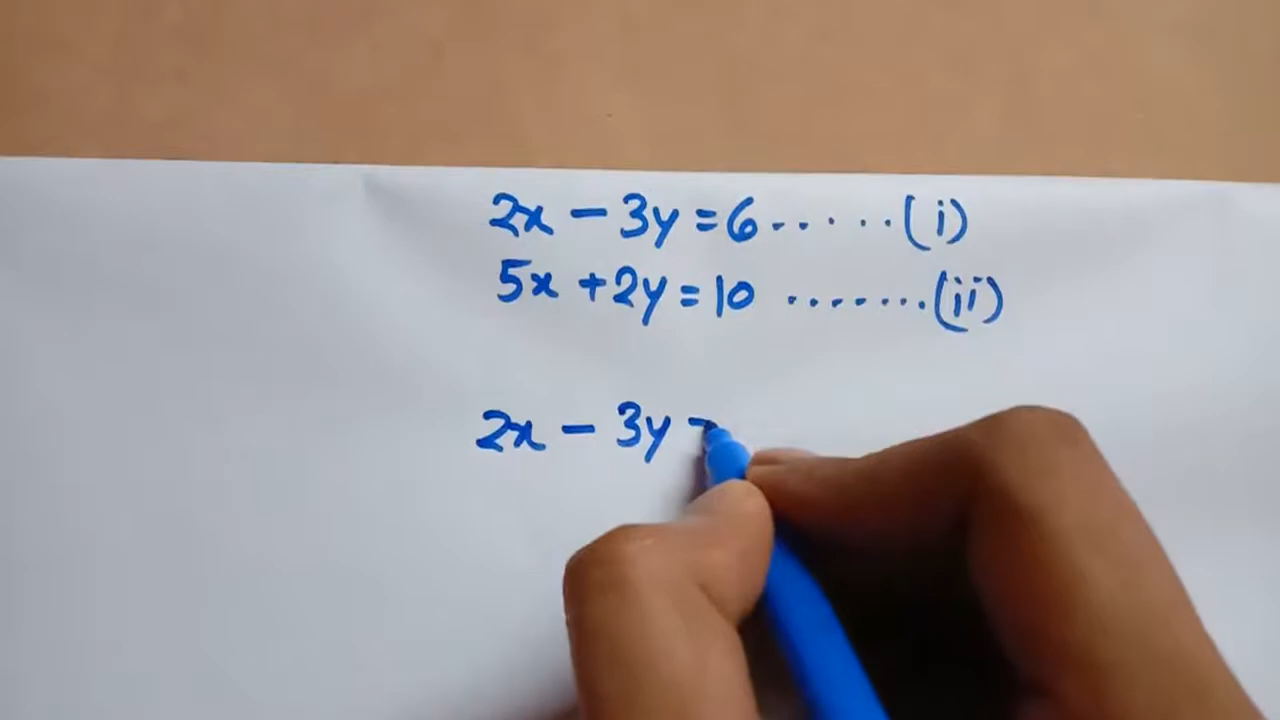 2x - 3y = 6 ..... (i)
5x + 2y = 10 ....... (ii)
2x - 3y =